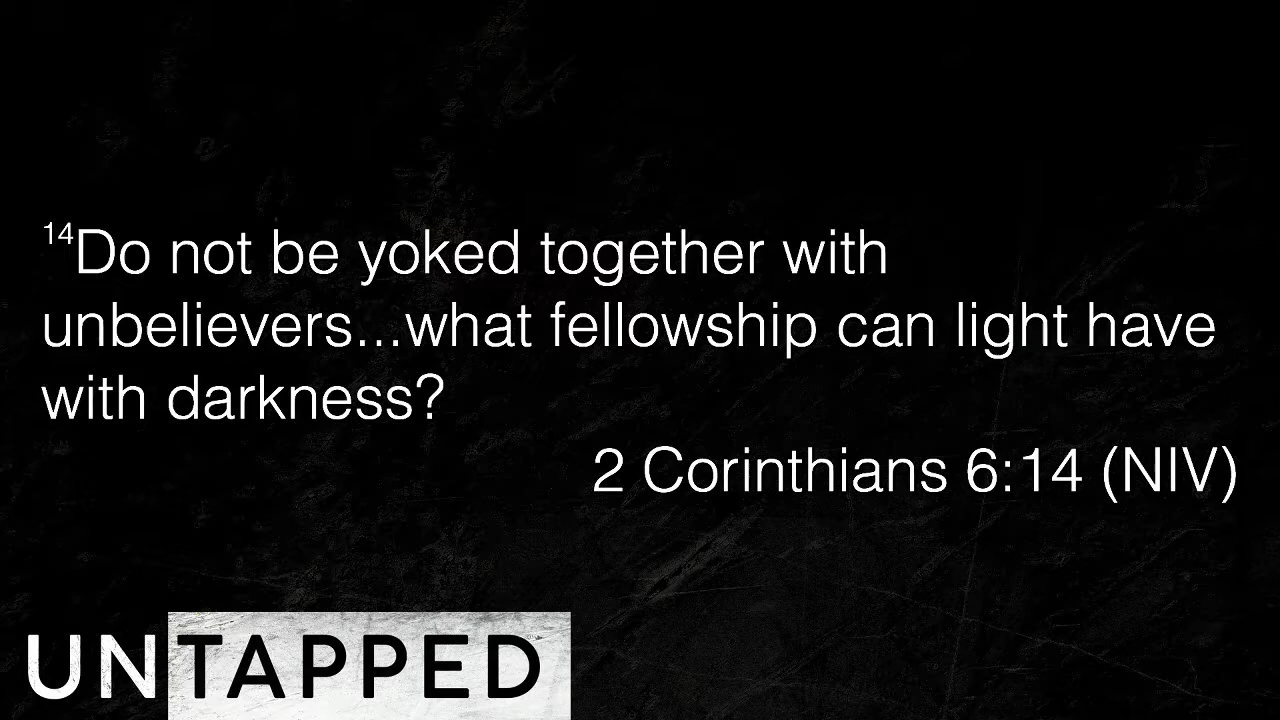 14Do not be yoked together with
unbelievers...what fellowship can light have
with darkness?
2 Corinthians 6:14 (NIV)
UNTAPPED